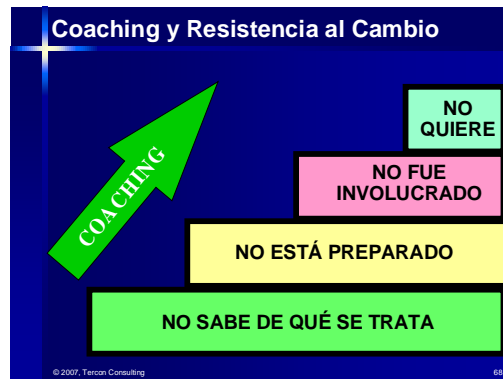 Coaching y Resistencia al Cambio
NO
QUIERE
NO FUE
INVOLUCRADO
COACHING
NO ESTÁ PREPARADO
NO SABE DE QUÉ SE TRATA
© 2007, Tercon Consulting
68